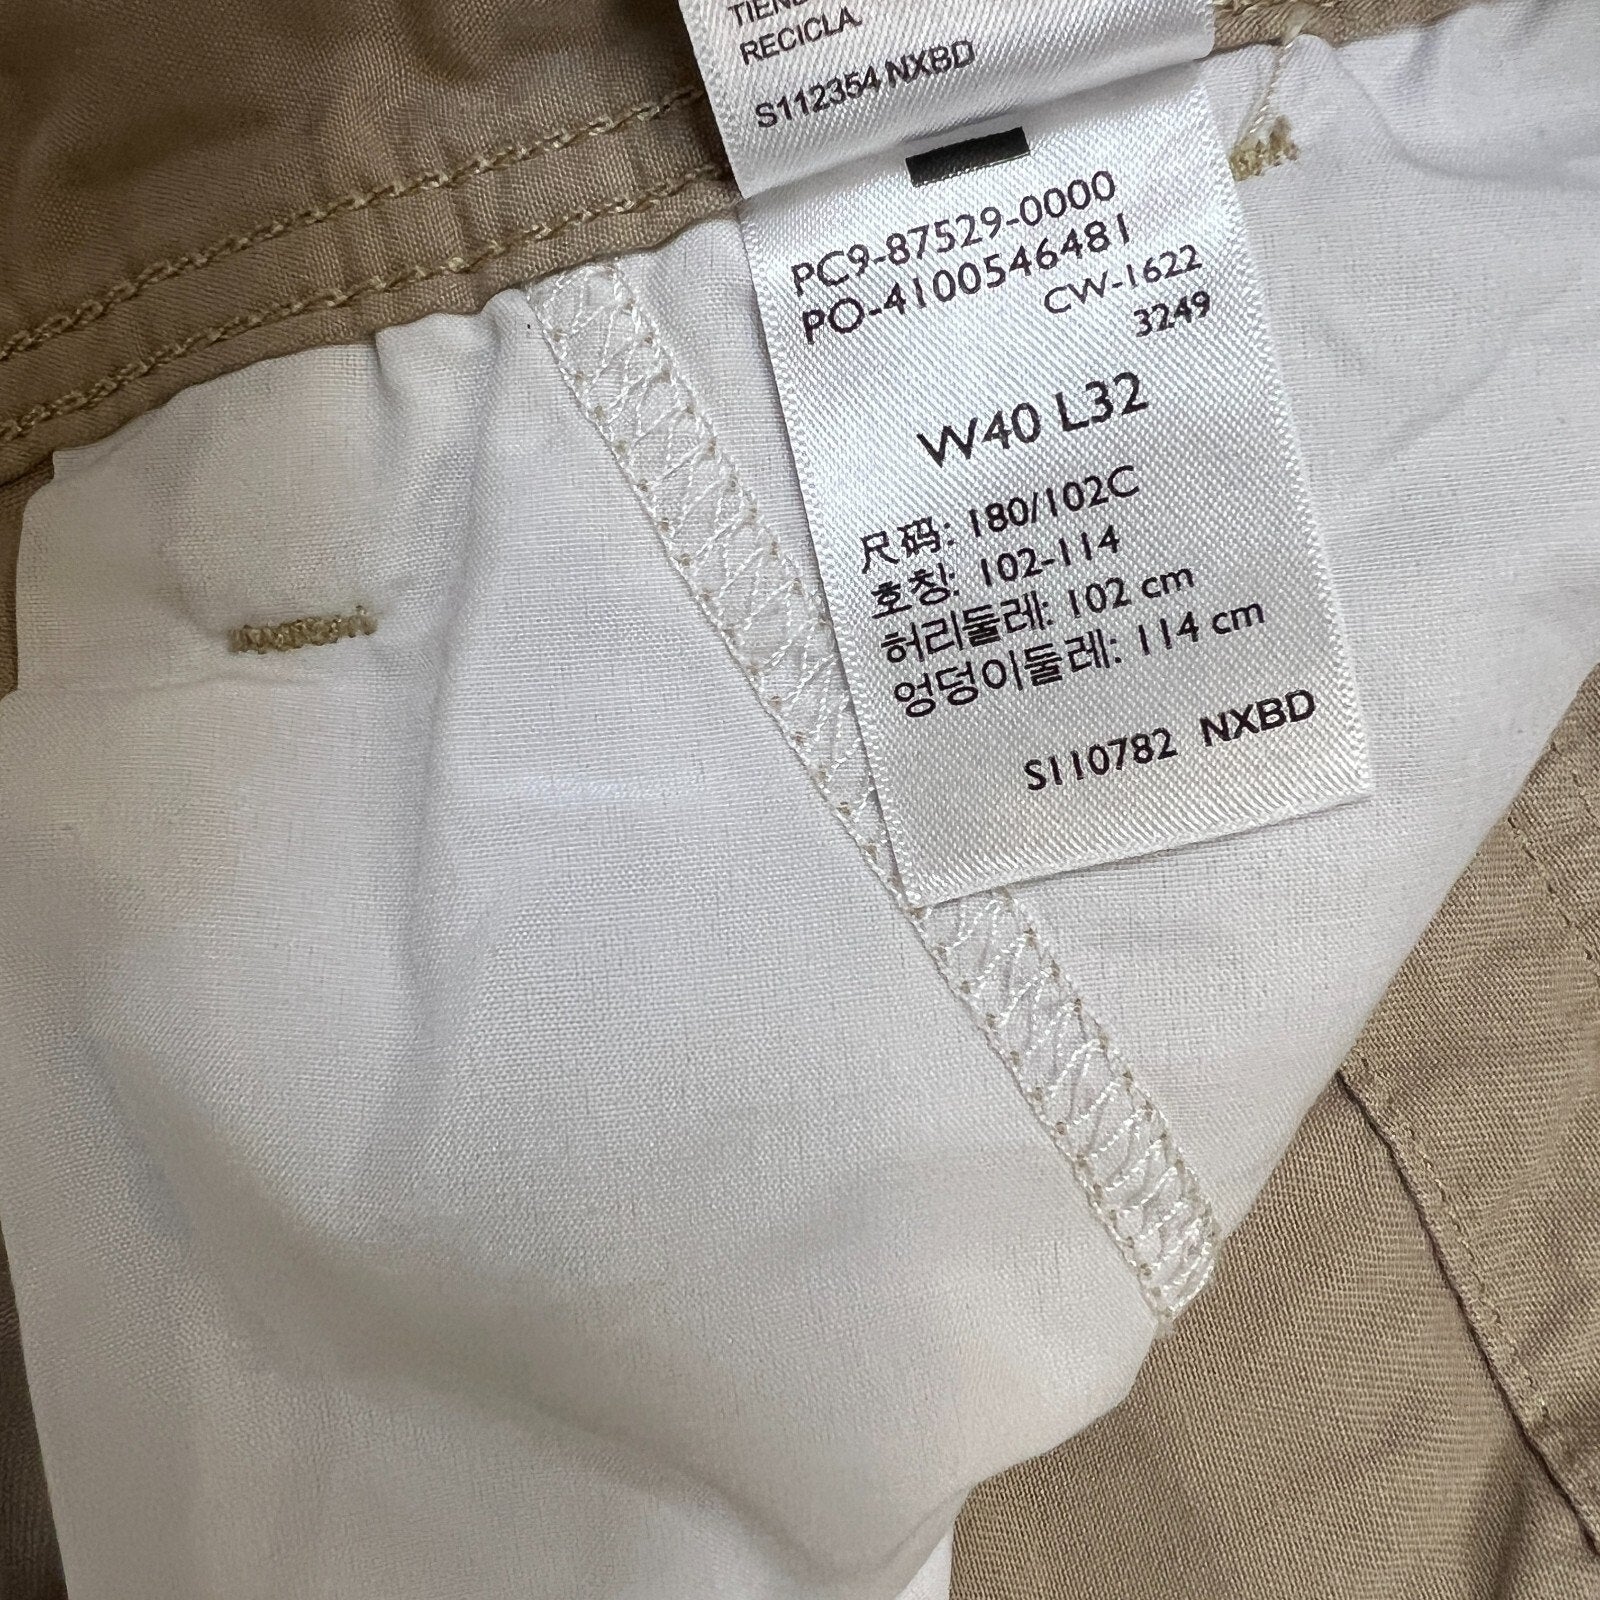 RECICLA.
S112354 NXBD
PC9-87529-0000
PO-4100546481
CW-1622
3249
W40 L32
尺码: 180/102C
호칭: 102-114
허리둘레: 102 cm
엉덩이둘레: 114 cm
S110782 NXBD